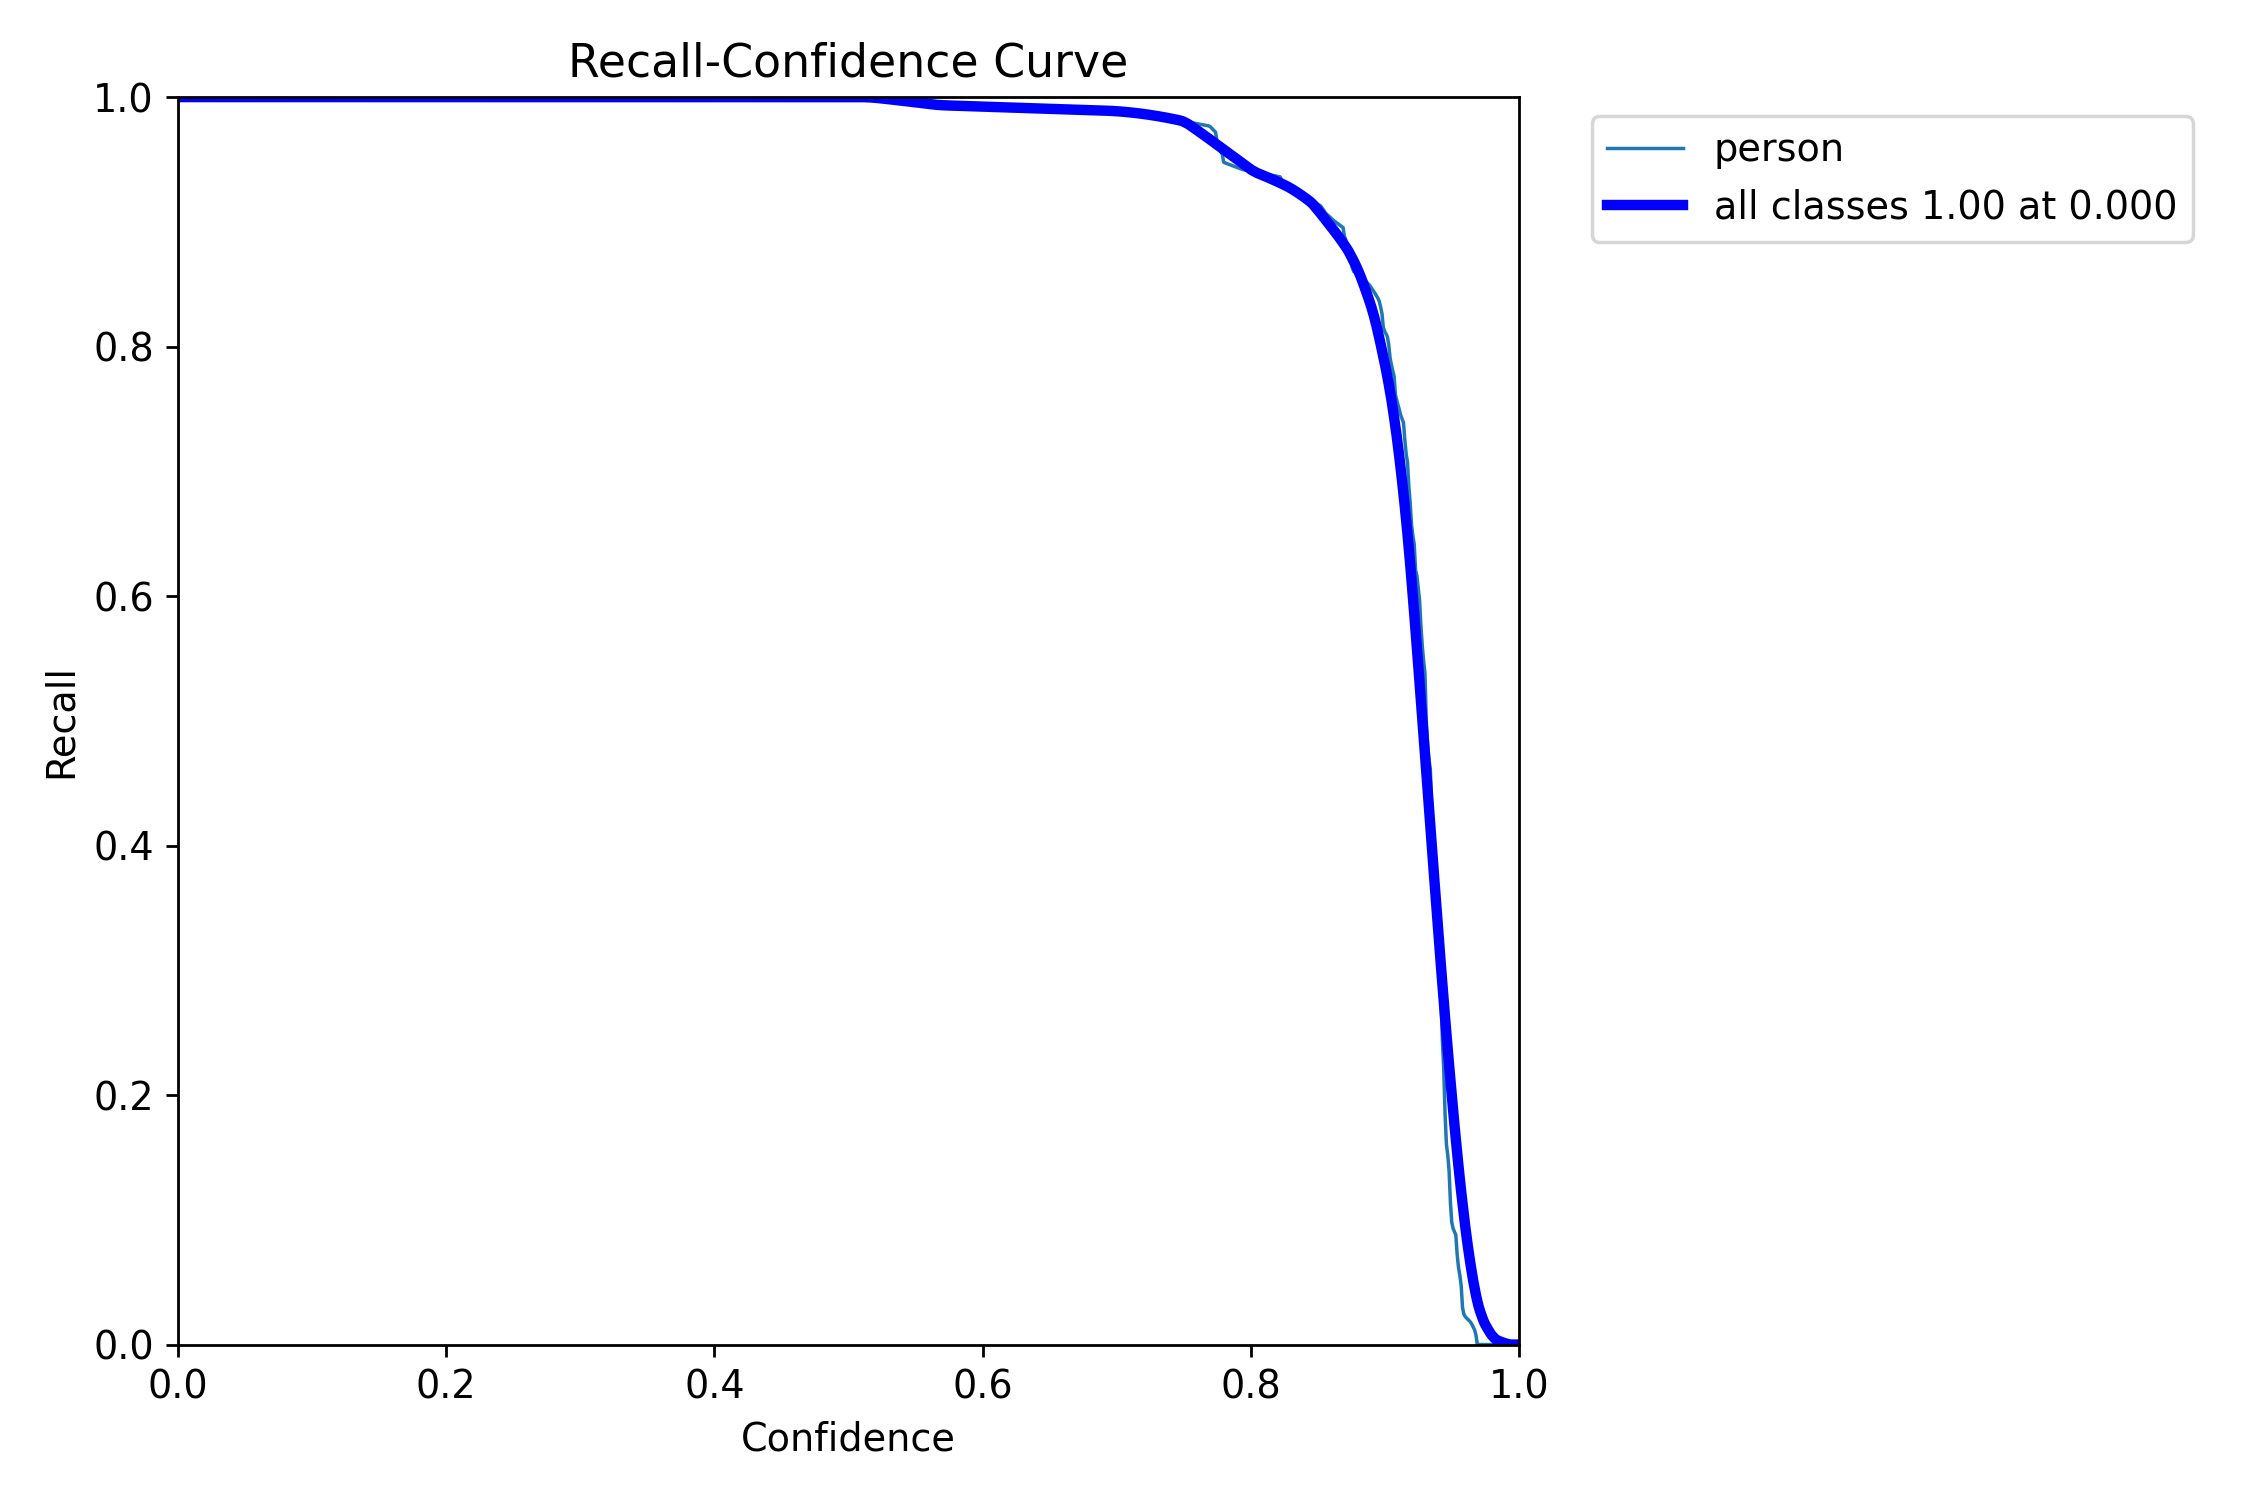 Recall-Confidence Curve
1.0
0.8
0.6
0.4
0.2
0.0
Recall
0.0 0.2 0.4 0.6 0.8 1.0
Confidence
person
all classes 1.00 at 0.000